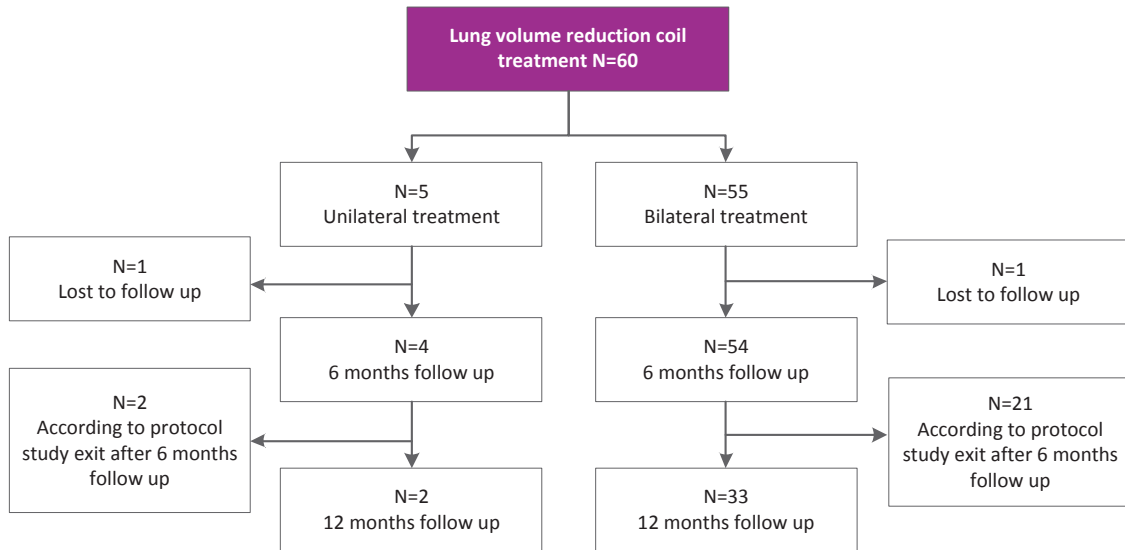 Lung volume reduction coil
treatment N=60
N=5
Unilateral treatment
N=55
Bilateral treatment
N=1
Lost to follow up
N=1
Lost to follow up
N=4
6 months follow up
N=54
6 months follow up
N=2
According to protocol
study exit after 6 months
follow up
N=21
According to protocol
study exit after 6 months
follow up
N=2
12 months follow up
N=33
12 months follow up